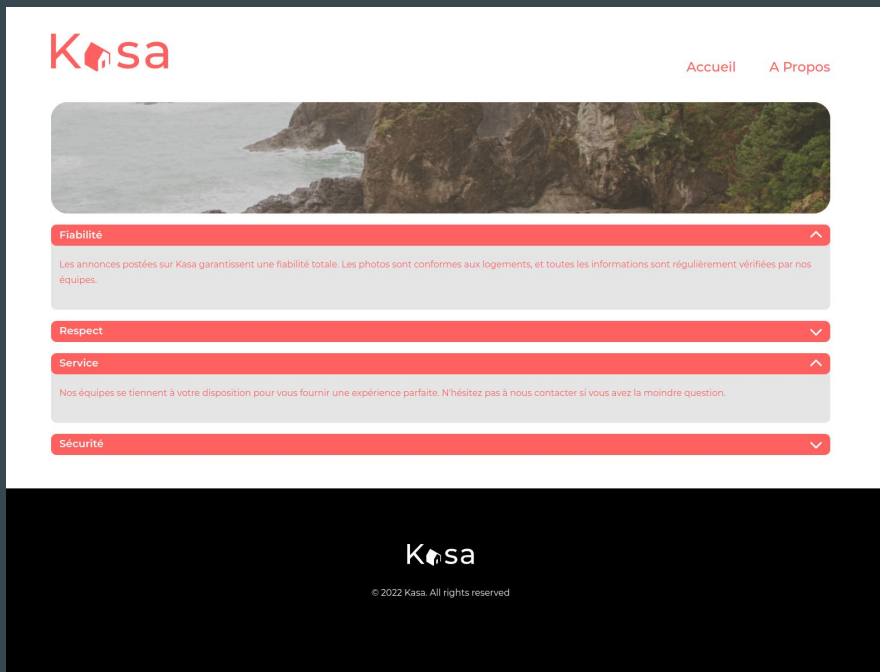 Kasa
Accueil A Propos
Fiabilité
Les annonces postées sur Kasa garantissent une fiabilité totale. Les photos sont conformes aux logements, et toutes les informations sont régulièrement vérifiées par nos
équipes.
Respect
Service
Nos équipes se tiennent à votre disposition pour vous fournir une expérience parfaite. N'hésitez pas à nous contacter si vous avez la moindre question.
Sécurité
Kasa
© 2022 Kasa. All rights reserved